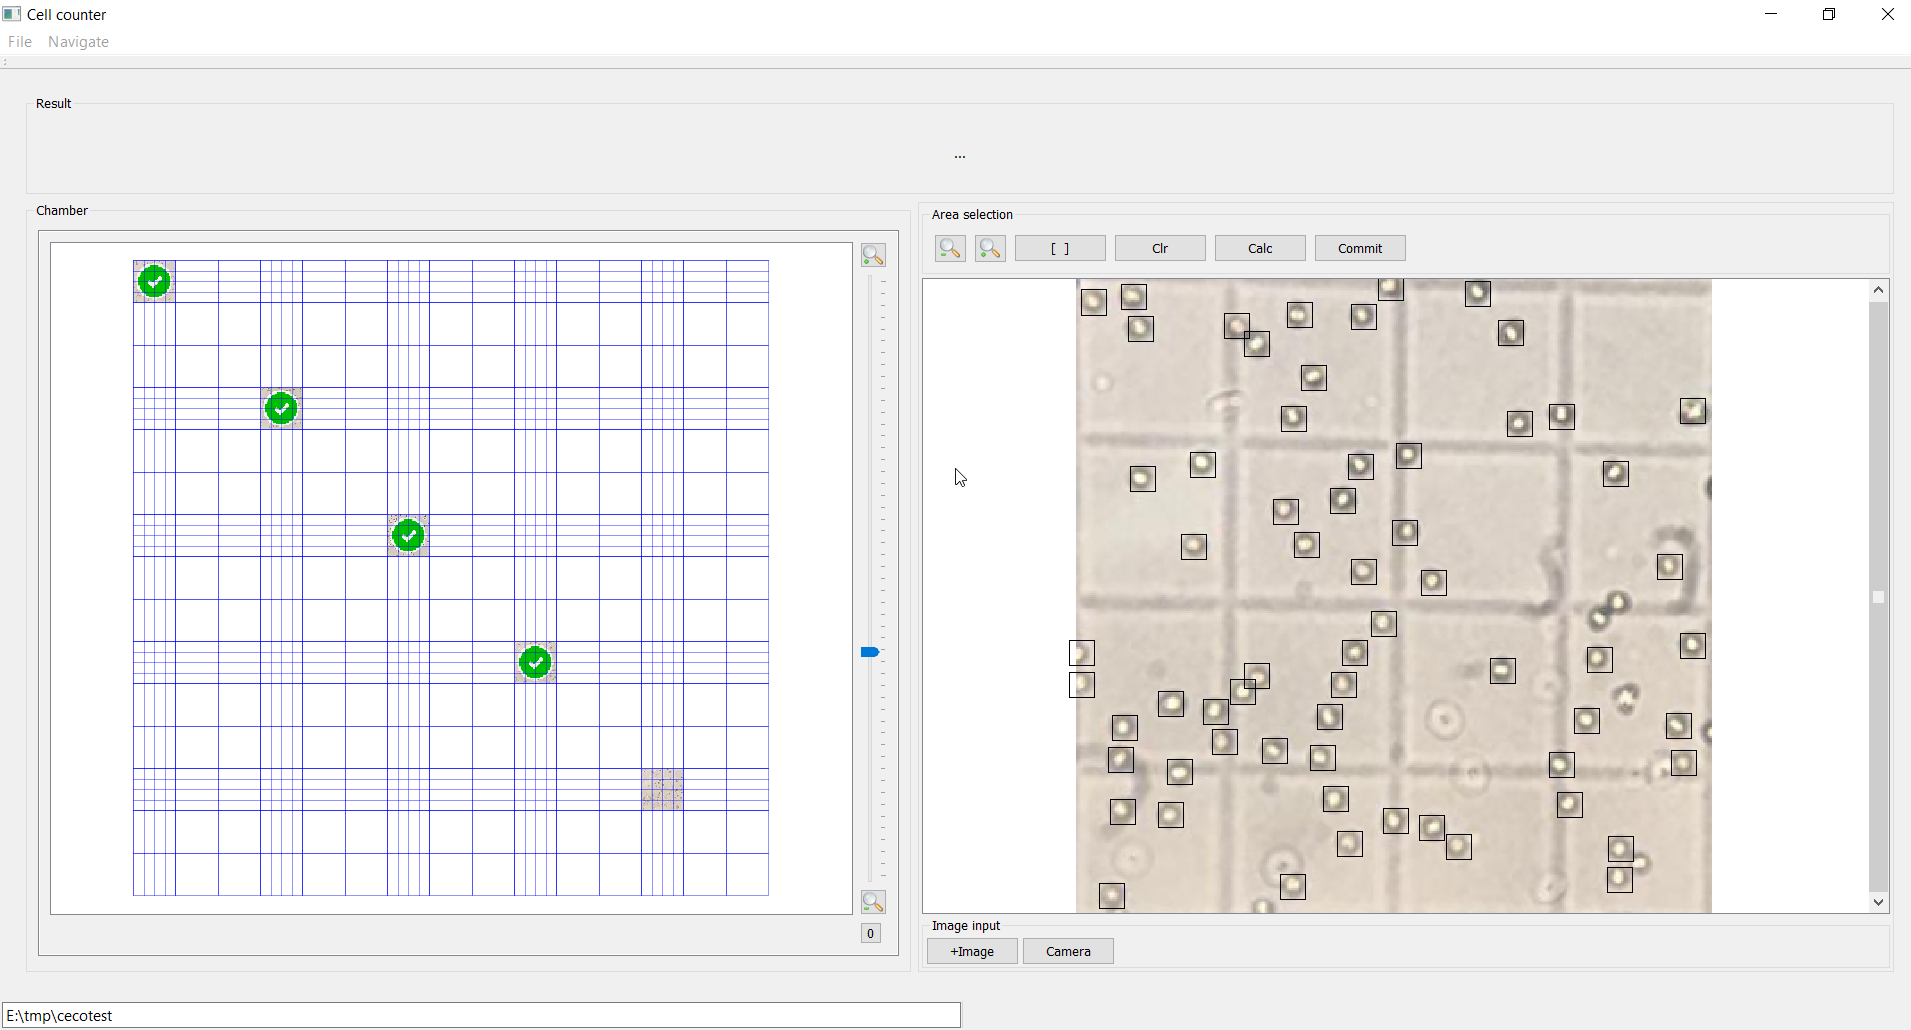 Cell counter
File Navigate
Result
...
Chamber
Area selection
[ ] Clr Calc Commit
0
Image input
+Image Camera
E:\tmp\cecotest